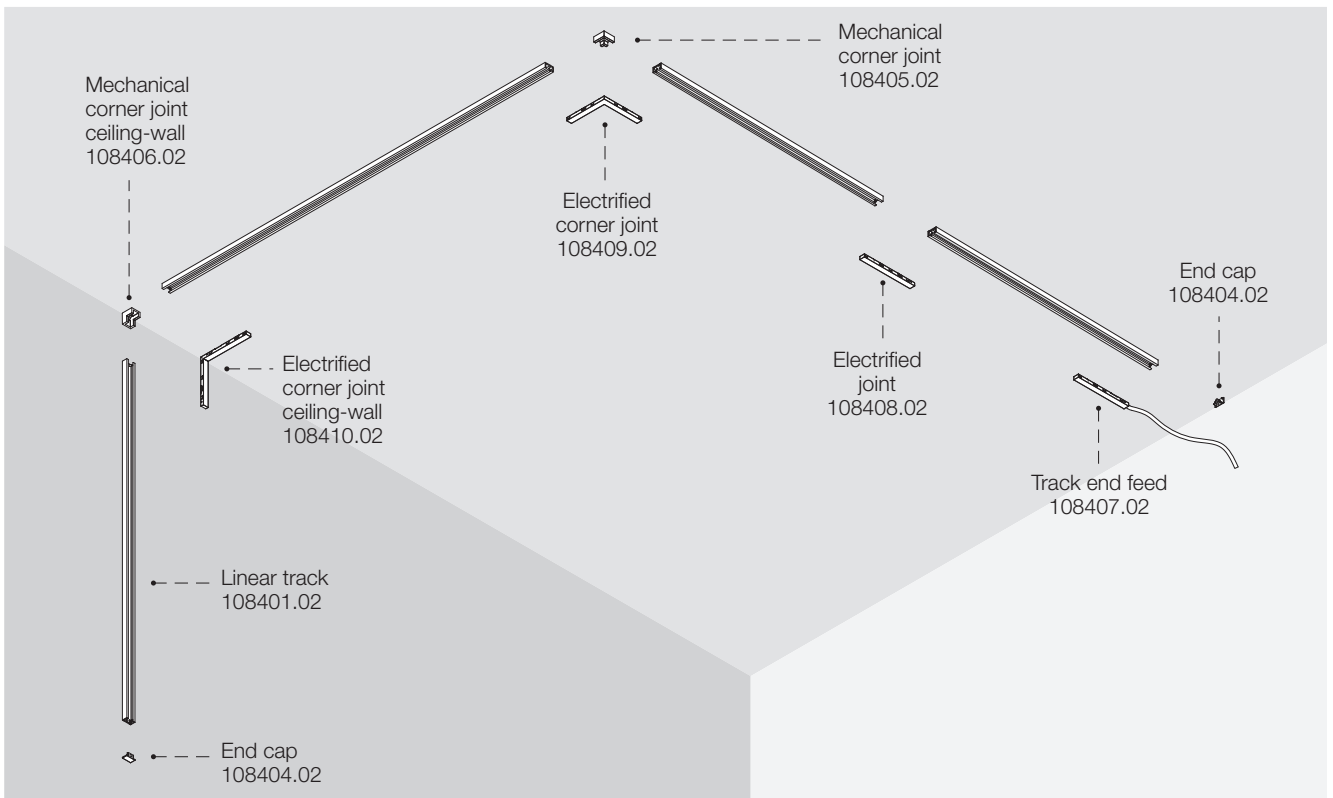 Mechanical
corner joint
108405.02
Mechanical
corner joint
ceiling-wall
108406.02
Electrified
corner joint
108409.02
End cap
108404.02
Electrified
joint
108408.02
Electrified
corner joint
ceiling-wall
108410.02
Track end feed
108407.02
Linear track
108401.02
End cap
108404.02